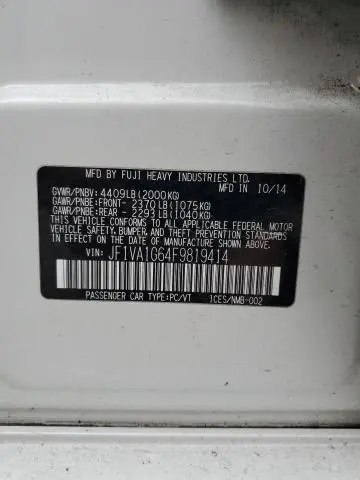 MFD BY FUJI HEAVY INDUSTRIES LTD.
MFD IN 10/14
GVWR/PNBV: 4409LB(2000KG)
GAWR/PNBE:FRONT- 2370LB(1075KG)
GAWR/PNBE:REAR - 2293LB(1040KG)
THIS VEHICLE CONFORMS TO ALL APPLICABLE FEDERAL MOTOR
VEHICLE SAFETY, BUMPER, AND THEFT PREVENTION STANDARDS
IN EFFECT ON THE DATE OF MANUFACTURE SHOWN ABOVE.
VIN: JF1VA1G64F9819414
PASSENGER CAR TYPE:PC/VT 1CES/NMB-002